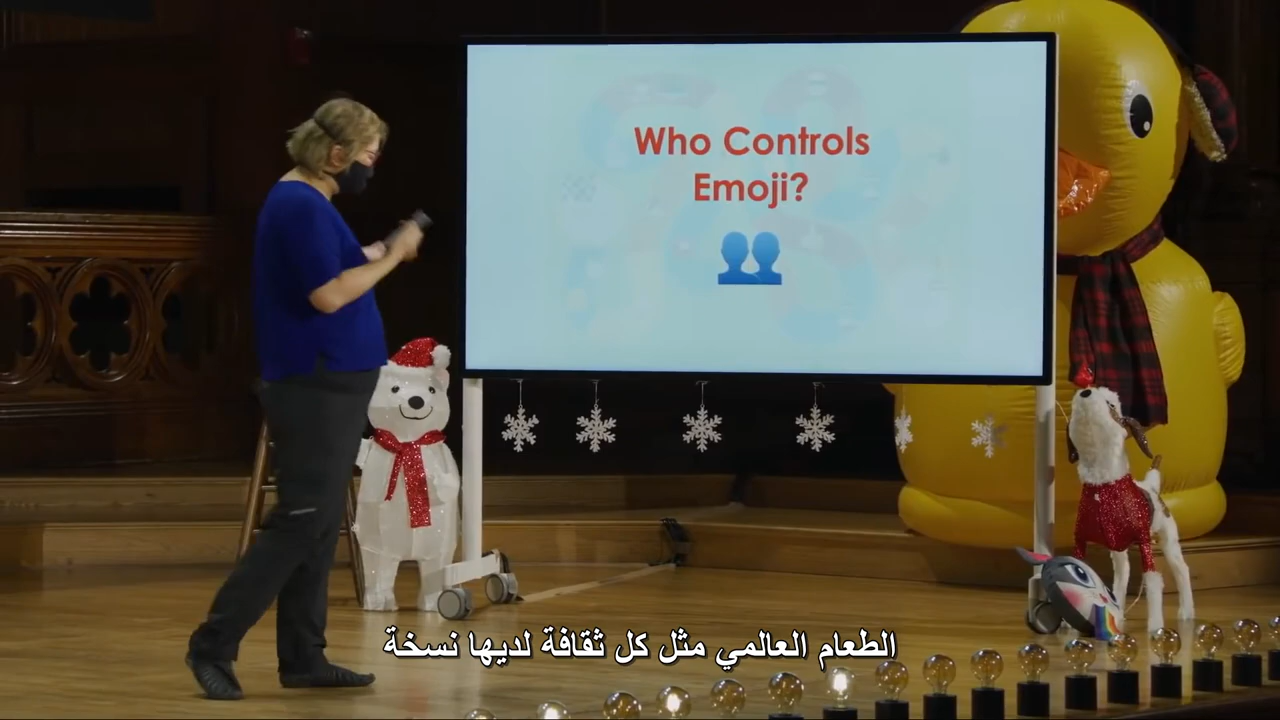 Who Controls
Emoji?
الطعام العالمي مثل كل ثقافة لديها نسخة